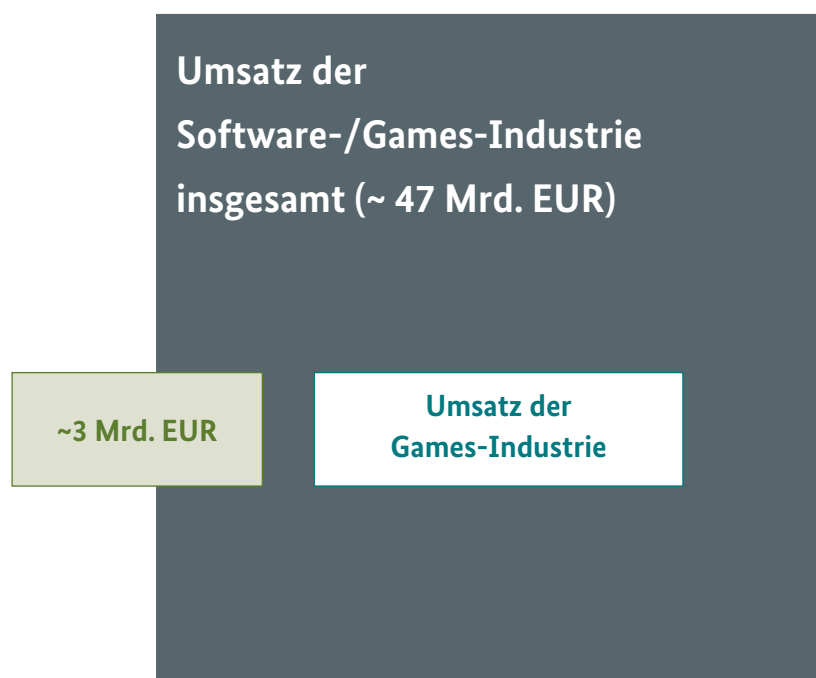 Umsatz der
Software-/Games-Industrie
insgesamt (~ 47 Mrd. EUR)
~3 Mrd. EUR
Umsatz der
Games-Industrie